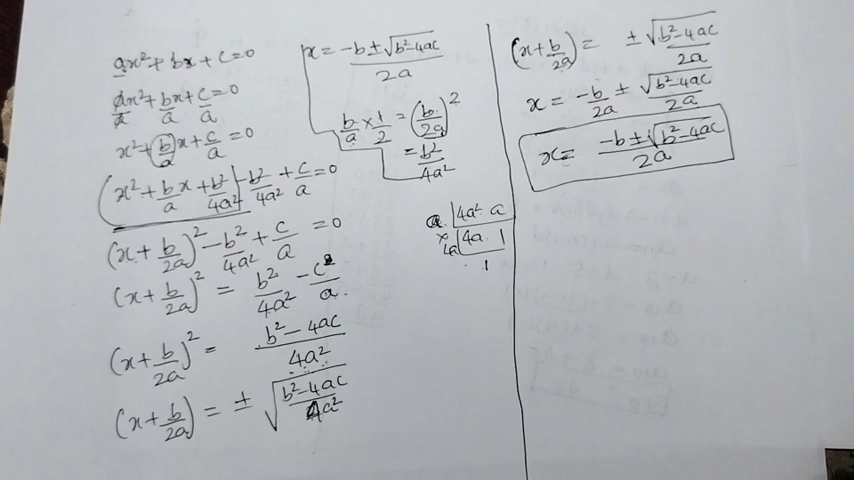 ax² + bx + c = 0
ax²/a + bx/a + c/a = 0
x² + (b/a)x + c/a = 0
(x² + b/a x + b²/4a²) - b²/4a² + c/a = 0
(x + b/2a)² - b²/4a² + c/a = 0
(x + b/2a)² = b²/4a² - c/a
(x + b/2a)² = b² - 4ac / 4a²
(x + b/2a) = ± √(b² - 4ac / 4a²)
x = -b ± √(b² - 4ac) / 2a
b/a × 1/2 = (b/2a)²
= b²/4a²
a 4a² . a
× 4a 4a . 1
. 1
(x + b/2a) = ± √(b² - 4ac) / 2a
x = -b/2a ± √(b² - 4ac) / 2a
x = -b ± √(b² - 4ac) / 2a